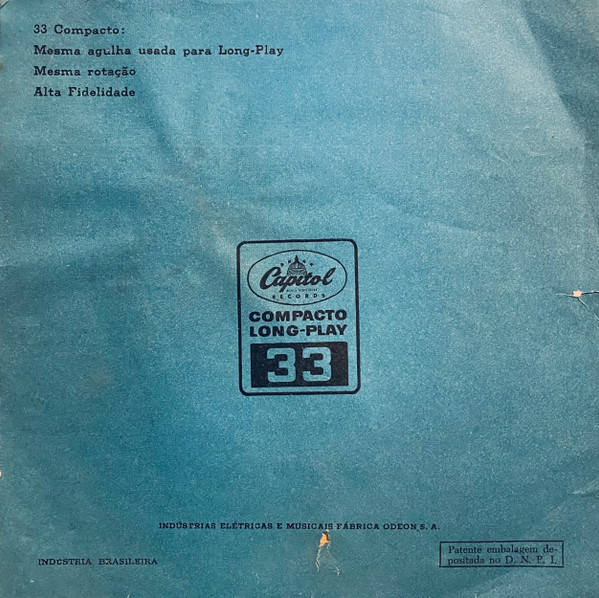 33 Compacto:
Mesma agulha usada para Long-Play
Mesma rotação
Alta Fidelidade
Capitol
RECORDS
COMPACTO
LONG-PLAY
33
INDÚSTRIAS ELÉTRICAS E MUSICAIS FÁBRICA ODEON S. A.
INDÚSTRIA BRASILEIRA
Patente embalagem de-
positada no D. N. P. I.